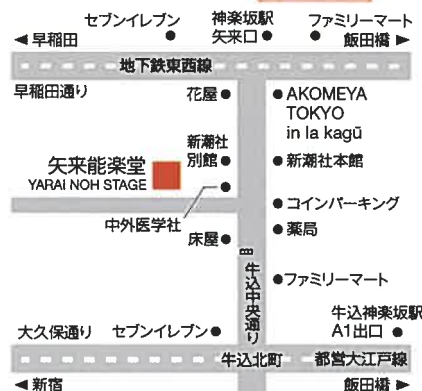 セブンイレブン
神楽坂駅
矢来口
ファミリーマート
◀早稲田
飯田橋▶
地下鉄東西線
早稲田通り
花屋
AKOMEYA
TOKYO
in la kagū
新潮社
別館
新潮社本館
矢来能楽堂
YARAI NOH STAGE
コインパーキング
中外医学社
薬局
床屋
牛込中央通り
ファミリーマート
牛込神楽坂駅
A1出口
大久保通り
セブンイレブン
牛込北町
都営大江戸線
◀新宿
飯田橋▶